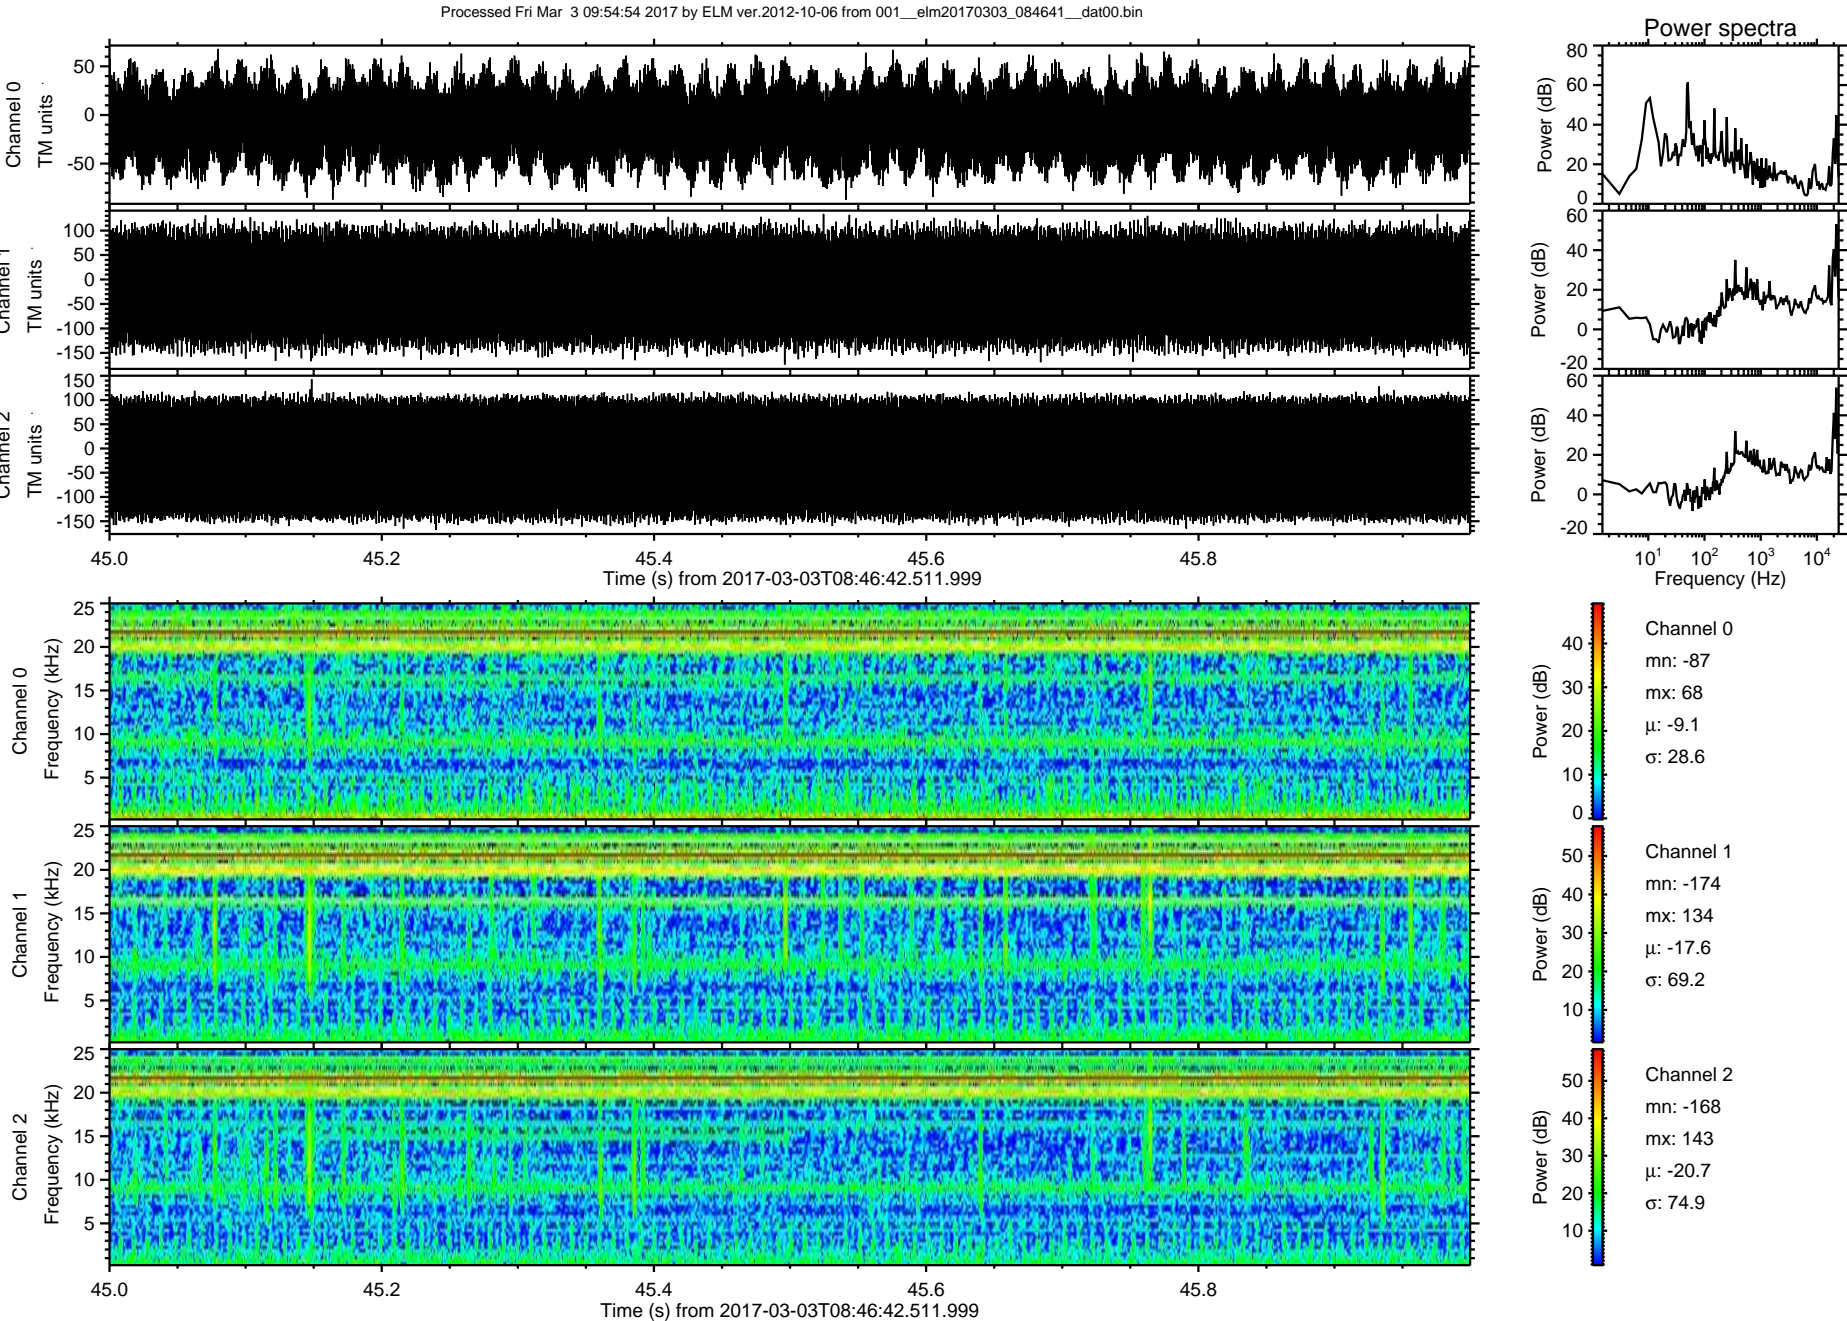 Processed Fri Mar  3 09:54:54 2017 by ELM ver.2012-10-06 from 001__elm20170303_084641__dat00.bin
Power spectra
Channel 0
TM units
50
0
-50
Power (dB)
80
60
40
20
0
Channel 1
TM units
100
50
0
-50
-100
-150
Power (dB)
60
40
20
0
-20
Channel 2
TM units
150
100
50
0
-50
-100
-150
Power (dB)
60
40
20
0
-20
45.0 45.2 45.4 45.6 45.8
Time (s) from 2017-03-03T08:46:42.511.999
10¹ 10² 10³ 10⁴
Frequency (Hz)
Channel 0
Frequency (kHz)
25
20
15
10
5
Power (dB)
40
30
20
10
0
Channel 0
mn: -87
mx: 68
μ: -9.1
σ: 28.6
Channel 1
Frequency (kHz)
25
20
15
10
5
Power (dB)
50
40
30
20
10
Channel 1
mn: -174
mx: 134
μ: -17.6
σ: 69.2
Channel 2
Frequency (kHz)
25
20
15
10
5
Power (dB)
50
40
30
20
10
Channel 2
mn: -168
mx: 143
μ: -20.7
σ: 74.9
45.0 45.2 45.4 45.6 45.8
Time (s) from 2017-03-03T08:46:42.511.999